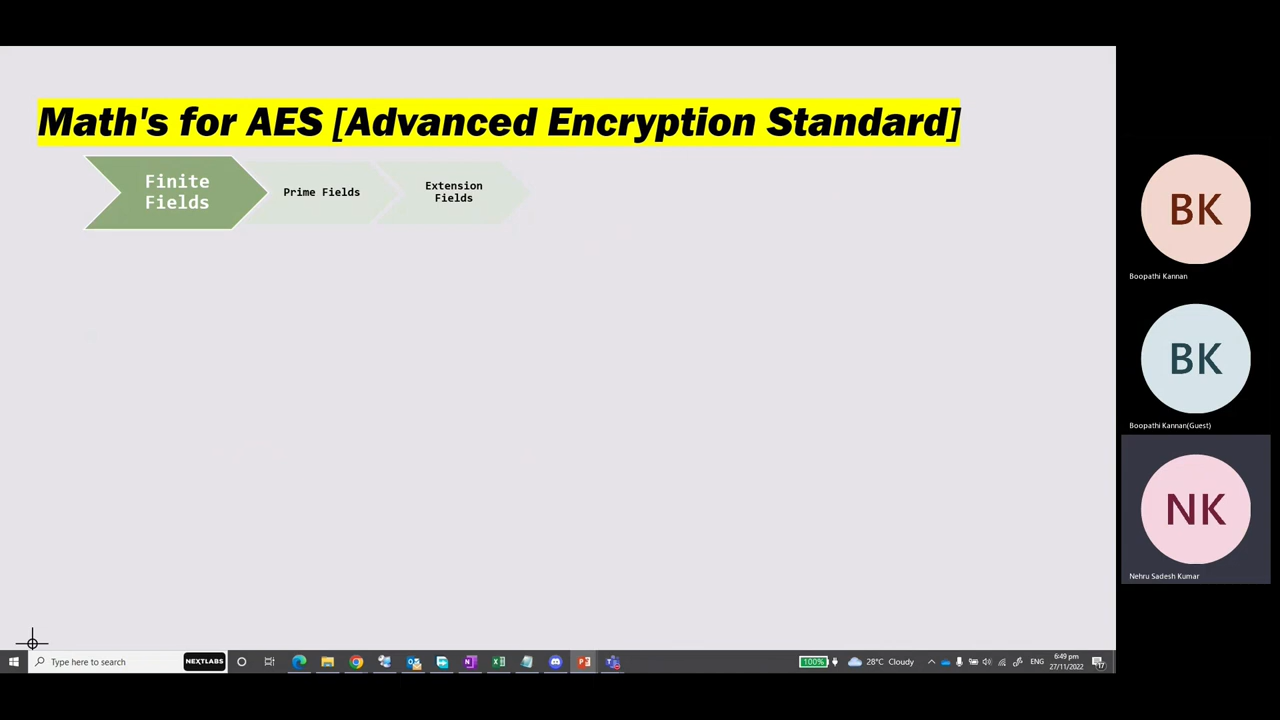 Math's for AES [Advanced Encryption Standard]
Finite
Fields
Prime Fields
Extension
Fields
BK
Boopathi Kannan
BK
Boopathi Kannan(Guest)
NK
Nehru Sadesh Kumar
Type here to search
NEXTLABS
100%
28°C Cloudy
ENG
6:49 pm
27/11/2022